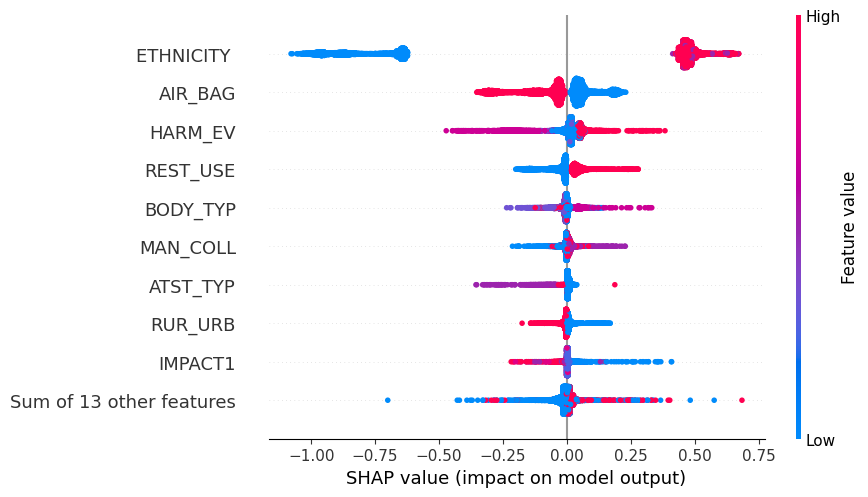 High
ETHNICITY
AIR_BAG
HARM_EV
REST_USE
BODY_TYP
MAN_COLL
ATST_TYP
RUR_URB
IMPACT1
Sum of 13 other features
Feature value
Low
−1.00 −0.75 −0.50 −0.25 0.00 0.25 0.50 0.75
SHAP value (impact on model output)